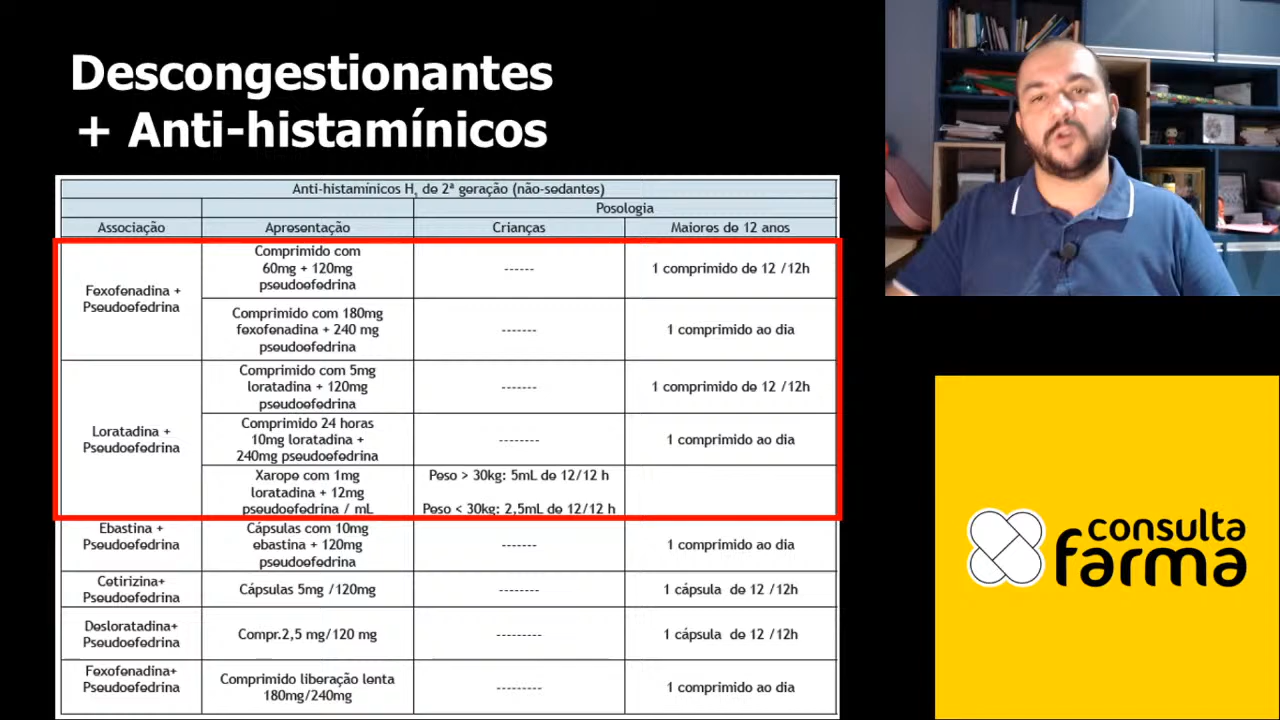 Descongestionantes
+ Anti-histamínicos
Anti-histamínicos H₁ de 2ª geração (não-sedantes)
Posologia
Associação Apresentação Crianças Maiores de 12 anos
Fexofenadina +
Pseudoefedrina
Comprimido com
60mg + 120mg
pseudoefedrina
------
1 comprimido de 12 /12h
Comprimido com 180mg
fexofenadina + 240 mg
pseudoefedrina
-------
1 comprimido ao dia
Loratadina +
Pseudoefedrina
Comprimido com 5mg
loratadina + 120mg
pseudoefedrina
-------
1 comprimido de 12 /12h
Comprimido 24 horas
10mg loratadina +
240mg pseudoefedrina
--------
1 comprimido ao dia
Xarope com 1mg
loratadina + 12mg
pseudoefedrina / mL
Peso > 30kg: 5mL de 12/12 h
Peso < 30kg: 2,5mL de 12/12 h
Ebastina +
Pseudoefedrina
Cápsulas com 10mg
ebastina + 120mg
pseudoefedrina
-------
1 comprimido ao dia
Cetirizina+
Pseudoefedrina
Cápsulas 5mg /120mg
--------
1 cápsula de 12 /12h
Desloratadina+
Pseudoefedrina
Compr.2,5 mg/120 mg
---------
1 cápsula de 12 /12h
Fexofenadina+
Pseudoefedrina
Comprimido liberação lenta
180mg/240mg
---------
1 comprimido ao dia
consulta
farma